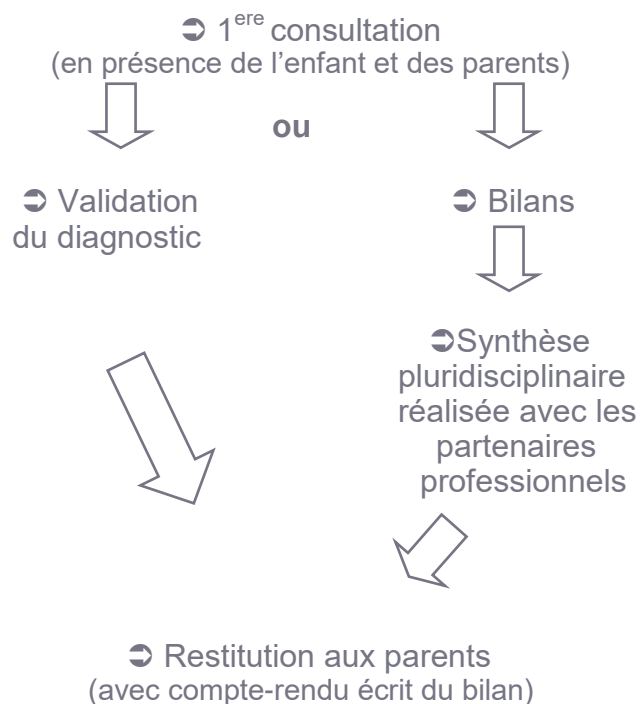 ➲ 1ere consultation
(en présence de l’enfant et des parents)
ou
➲ Validation
du diagnostic
➲ Bilans
➲Synthèse
pluridisciplinaire
réalisée avec les
partenaires
professionnels
➲ Restitution aux parents
(avec compte-rendu écrit du bilan)